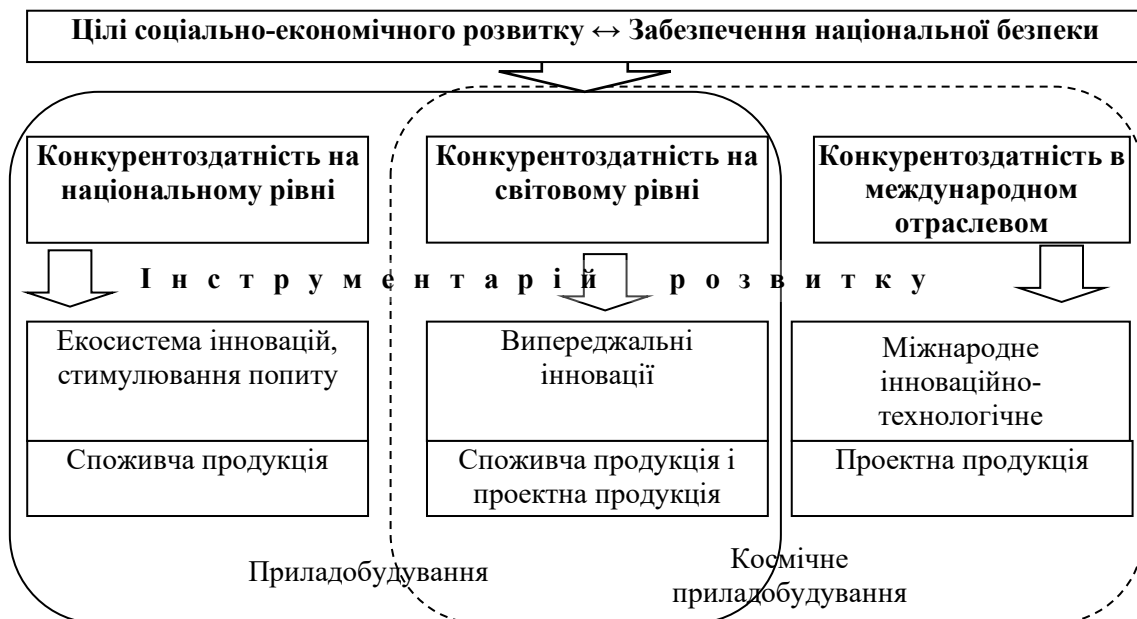 Цілі соціально-економічного розвитку ↔ Забезпечення національної безпеки
Конкурентоздатність на
національному рівні
Конкурентоздатність на
світовому рівні
Конкурентоздатність в
международном
отраслевом
Інструментарій розвитку
Екосистема інновацій,
стимулювання попиту
Випереджальні
інновації
Міжнародне
інноваційно-
технологічне
Споживча продукція
Споживча продукція і
проектна продукція
Проектна продукція
Приладобудування
Космічне
приладобудування